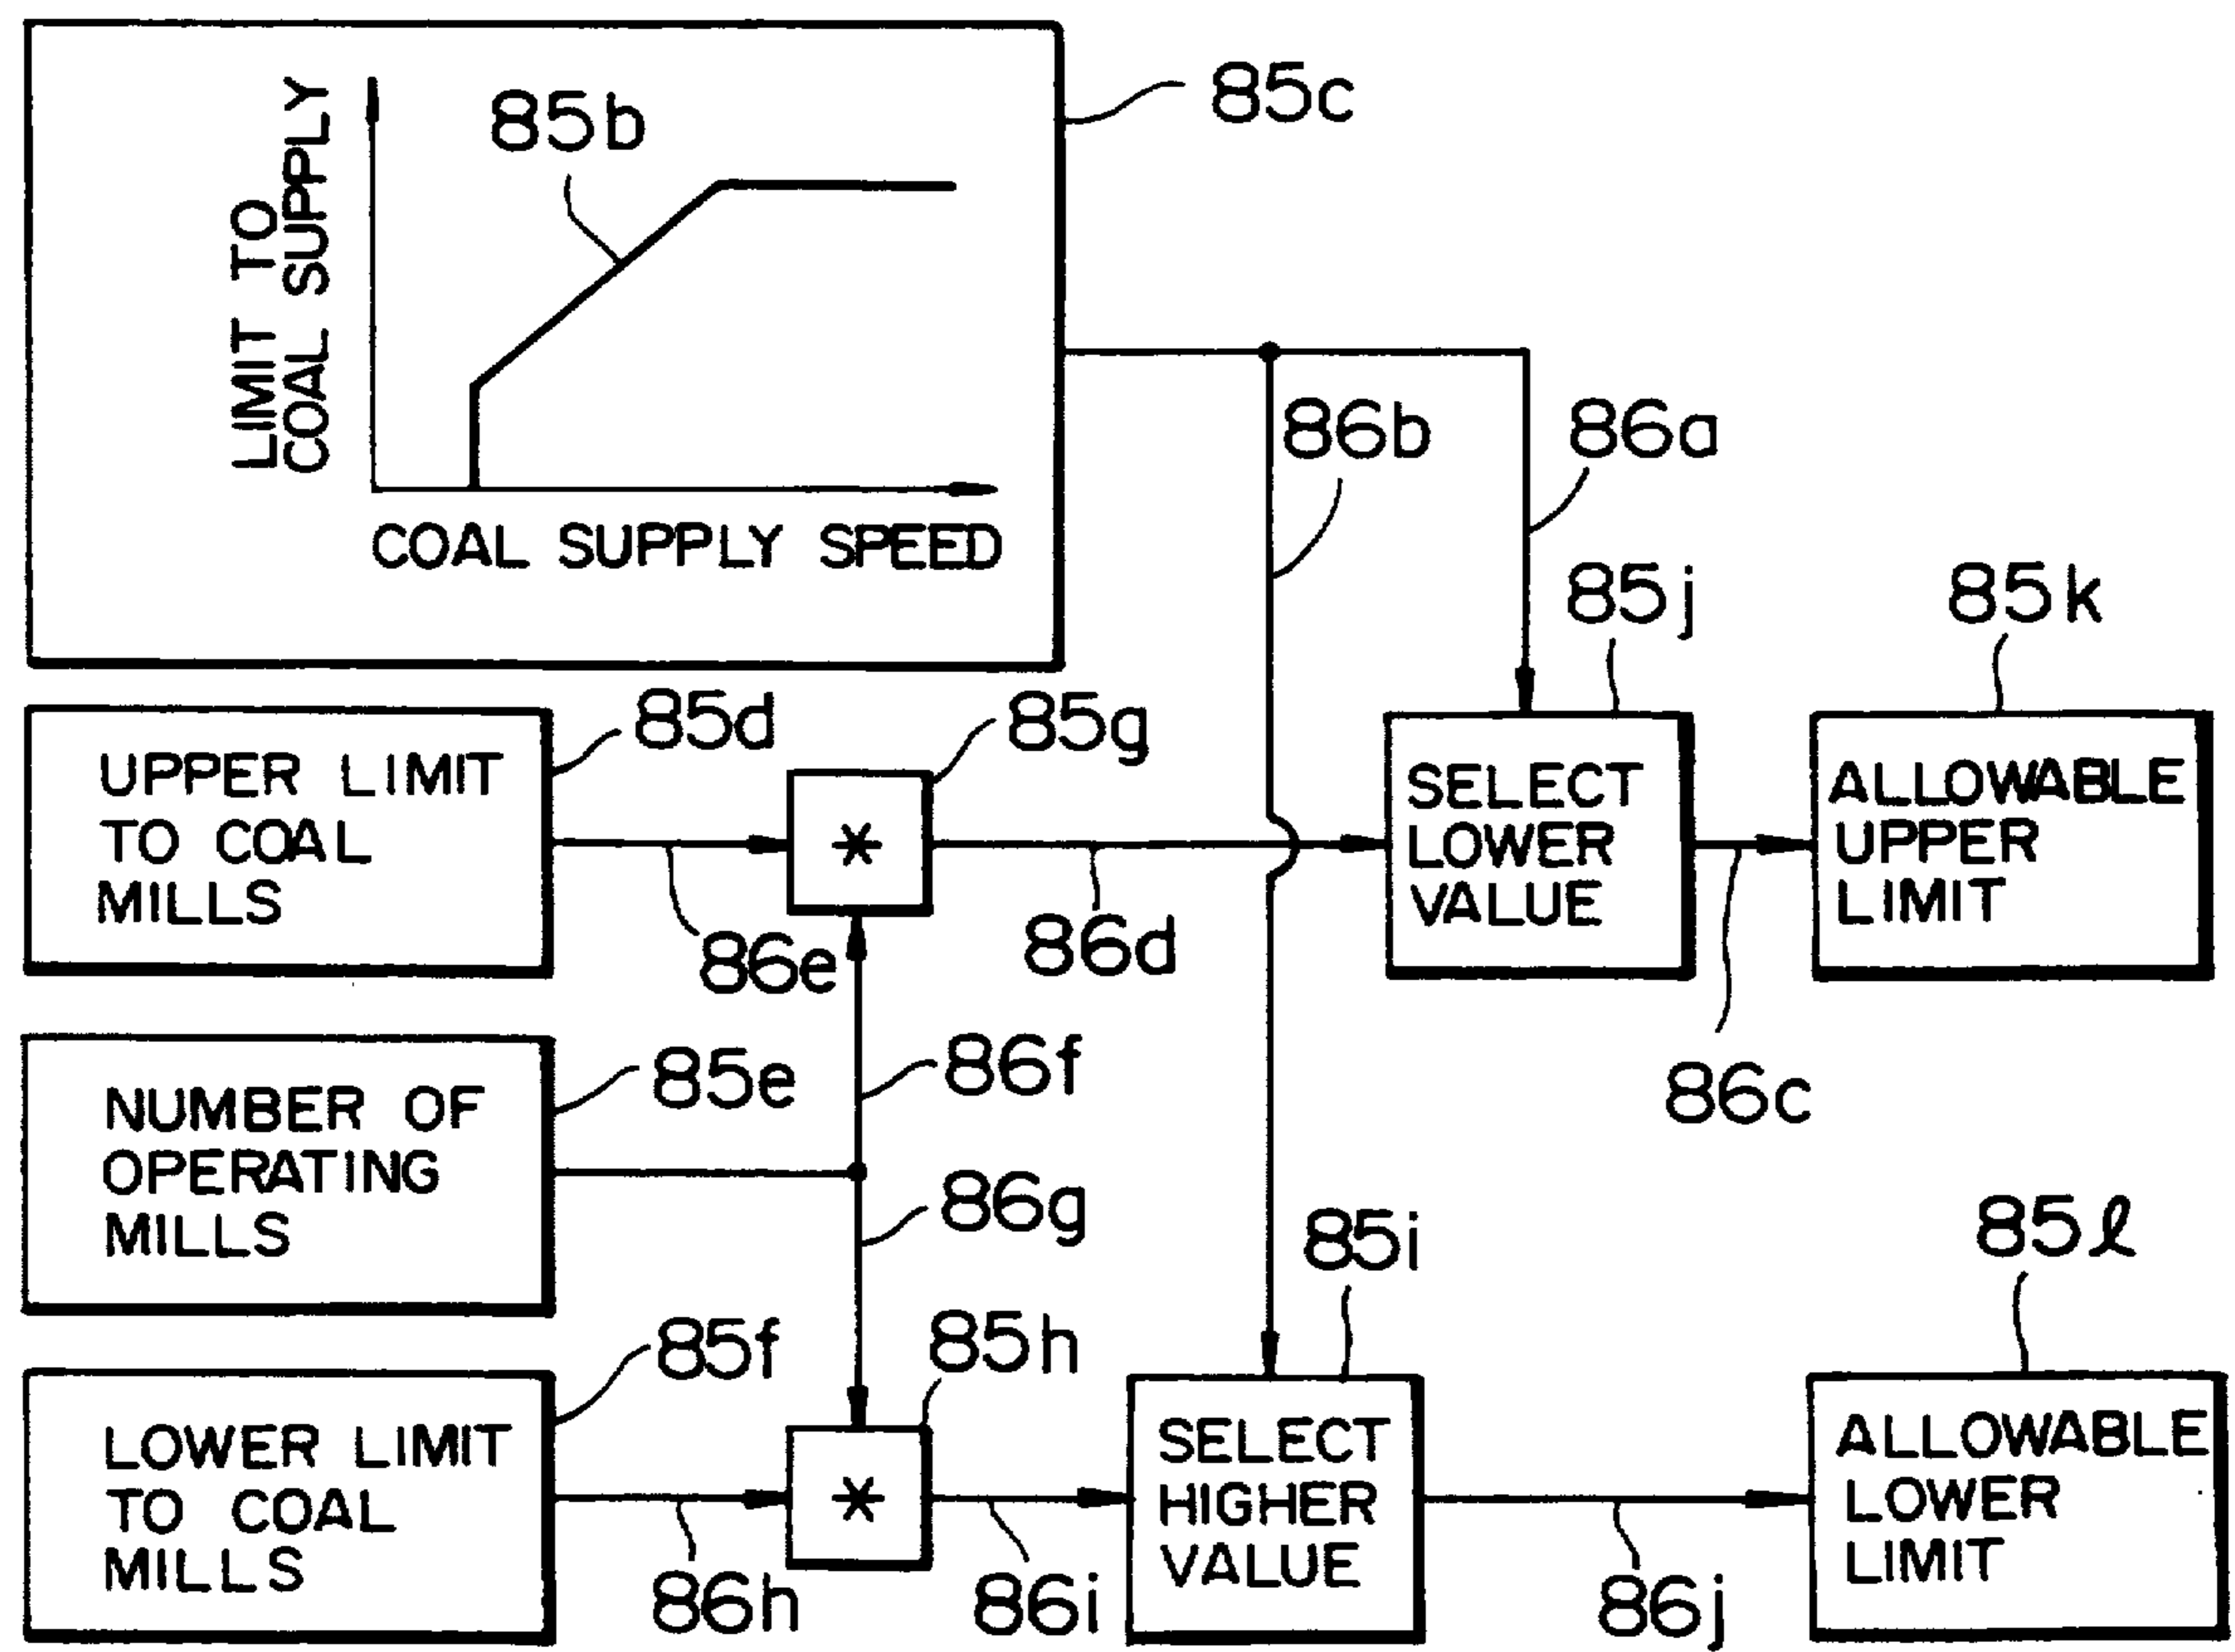 LIMIT TO
COAL SUPPLY
85b
COAL SUPPLY SPEED
85c
86b
86a
85j
85k
85d
UPPER LIMIT
TO COAL
MILLS
85g
*
86e
86d
SELECT
LOWER
VALUE
ALLOWABLE
UPPER
LIMIT
86c
85e
NUMBER OF
OPERATING
MILLS
86f
86g
85f
LOWER LIMIT
TO COAL
MILLS
85h
*
86h
86i
85i
SELECT
HIGHER
VALUE
86j
85ℓ
ALLOWABLE
LOWER
LIMIT